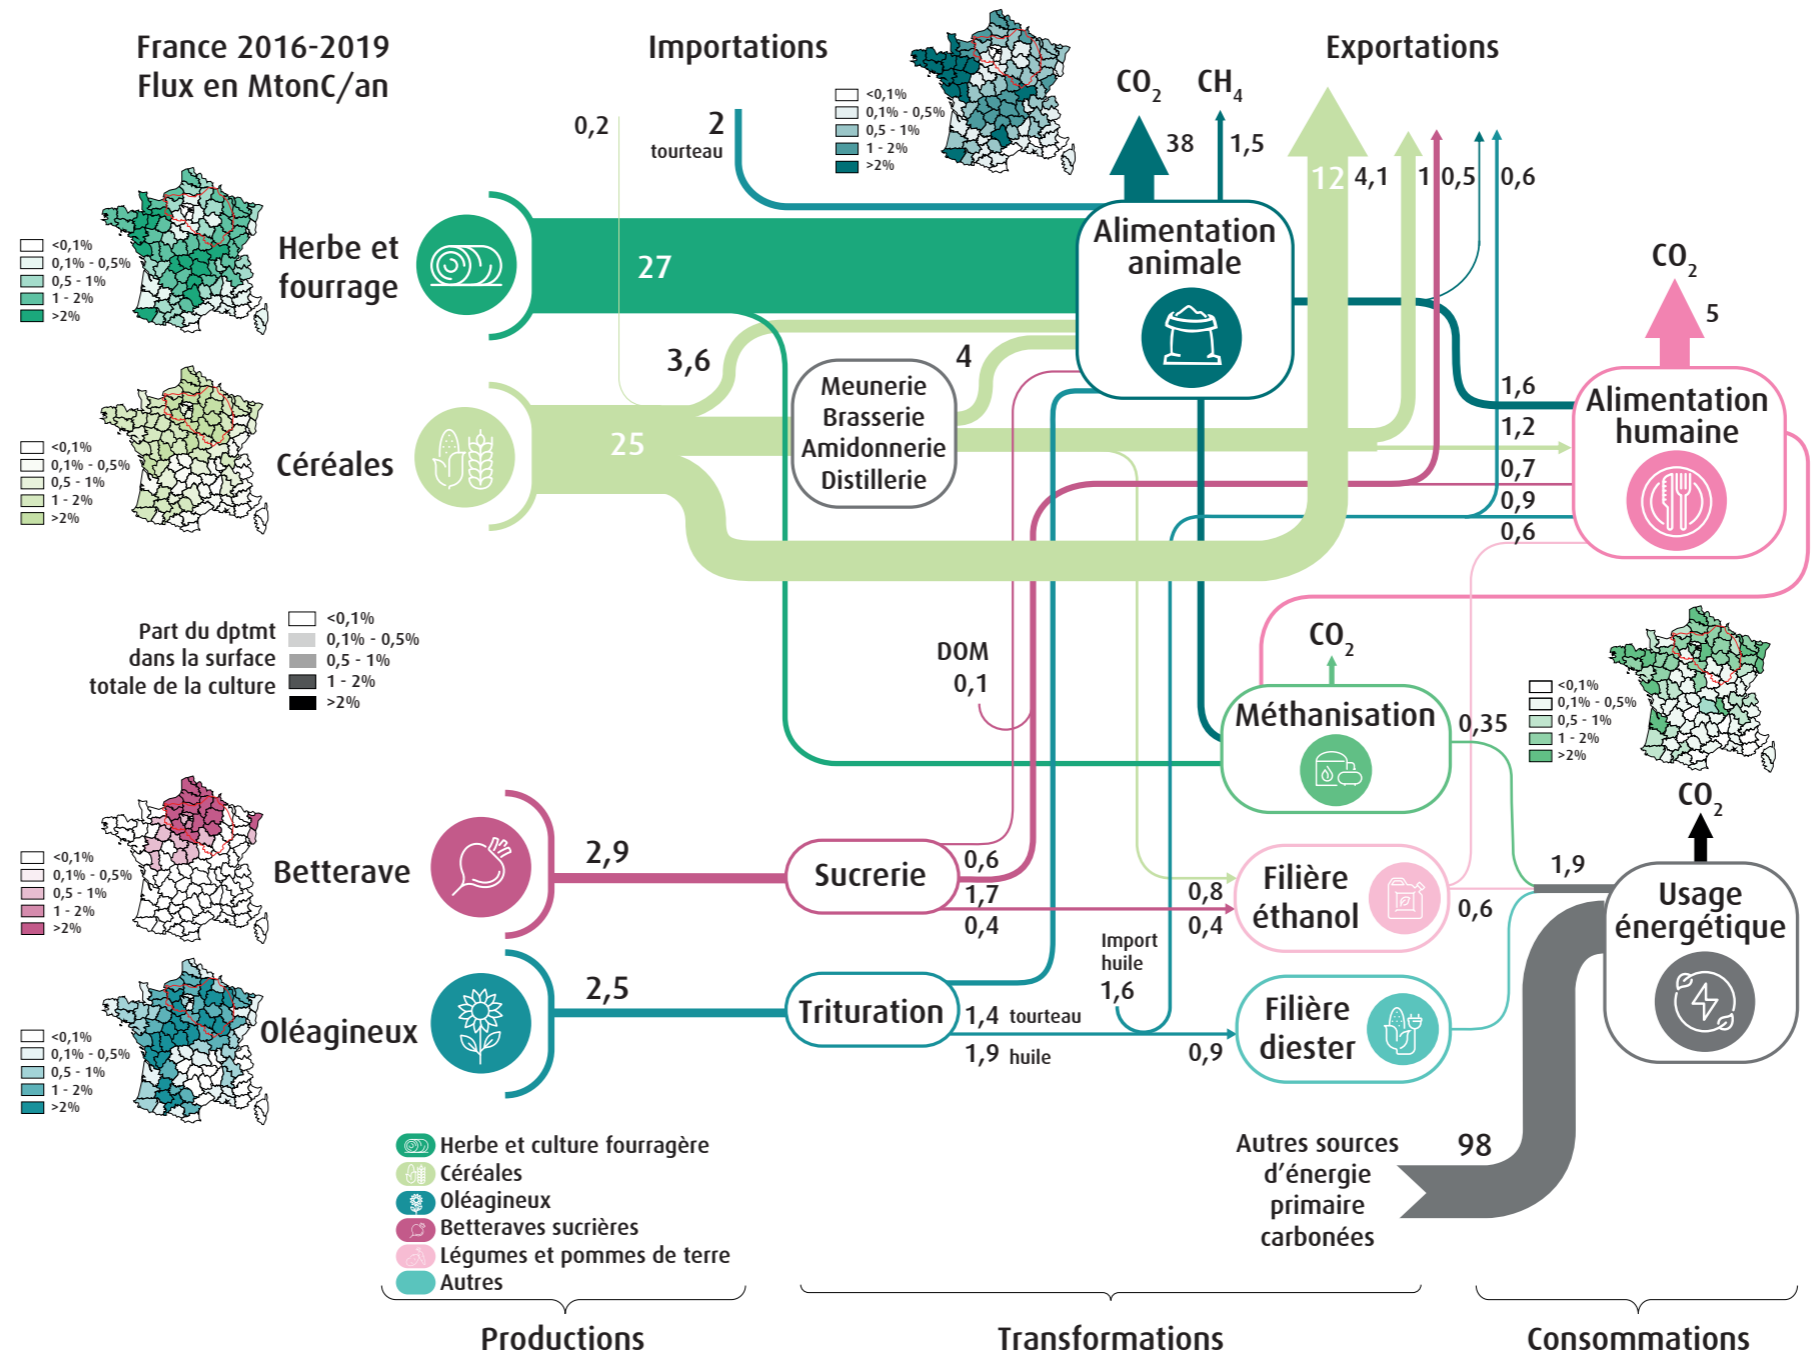 France 2016-2019
Flux en MtonC/an
Importations
Exportations
0,2
2
tourteau
<0,1%
0,1% - 0,5%
0,5 - 1%
1 - 2%
>2%
CO2
38
CH4
1,5
12
4,1
1
0,5
0,6
<0,1%
0,1% - 0,5%
0,5 - 1%
1 - 2%
>2%
Herbe et
fourrage
27
Alimentation
animale
CO2
5
3,6
4
Meunerie
Brasserie
Amidonnerie
Distillerie
1,6
1,2
0,7
0,9
0,6
Alimentation
humaine
<0,1%
0,1% - 0,5%
0,5 - 1%
1 - 2%
>2%
Céréales
25
Part du dptmt
dans la surface
totale de la culture
<0,1%
0,1% - 0,5%
0,5 - 1%
1 - 2%
>2%
DOM
0,1
CO2
Méthanisation
0,35
<0,1%
0,1% - 0,5%
0,5 - 1%
1 - 2%
>2%
<0,1%
0,1% - 0,5%
0,5 - 1%
1 - 2%
>2%
Betterave
2,9
Sucrerie
0,6
1,7
0,4
0,8
0,4
Filière
éthanol
0,6
1,9
CO2
Usage
énergétique
<0,1%
0,1% - 0,5%
0,5 - 1%
1 - 2%
>2%
Oléagineux
2,5
Trituration
1,4 tourteau
1,9 huile
Import
huile
1,6
0,9
Filière
diester
Autres sources
d'énergie
primaire
carbonées
98
Herbe et culture fourragère
Céréales
Oléagineux
Betteraves sucrières
Légumes et pommes de terre
Autres
Productions
Transformations
Consommations